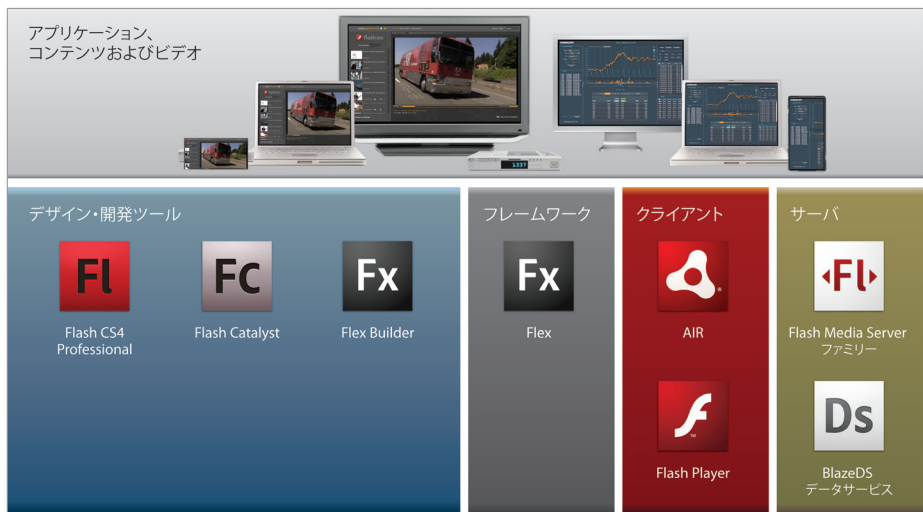 アプリケーション、
コンテンツおよびビデオ
flashon
1337
デザイン・開発ツール
Fl
Flash CS4
Professional
Fc
Flash Catalyst
Fx
Flex Builder
フレームワーク
Fx
Flex
クライアント
AIR
Flash Player
サーバ
Fl
Flash Media Server
ファミリー
Ds
BlazeDS
データサービス